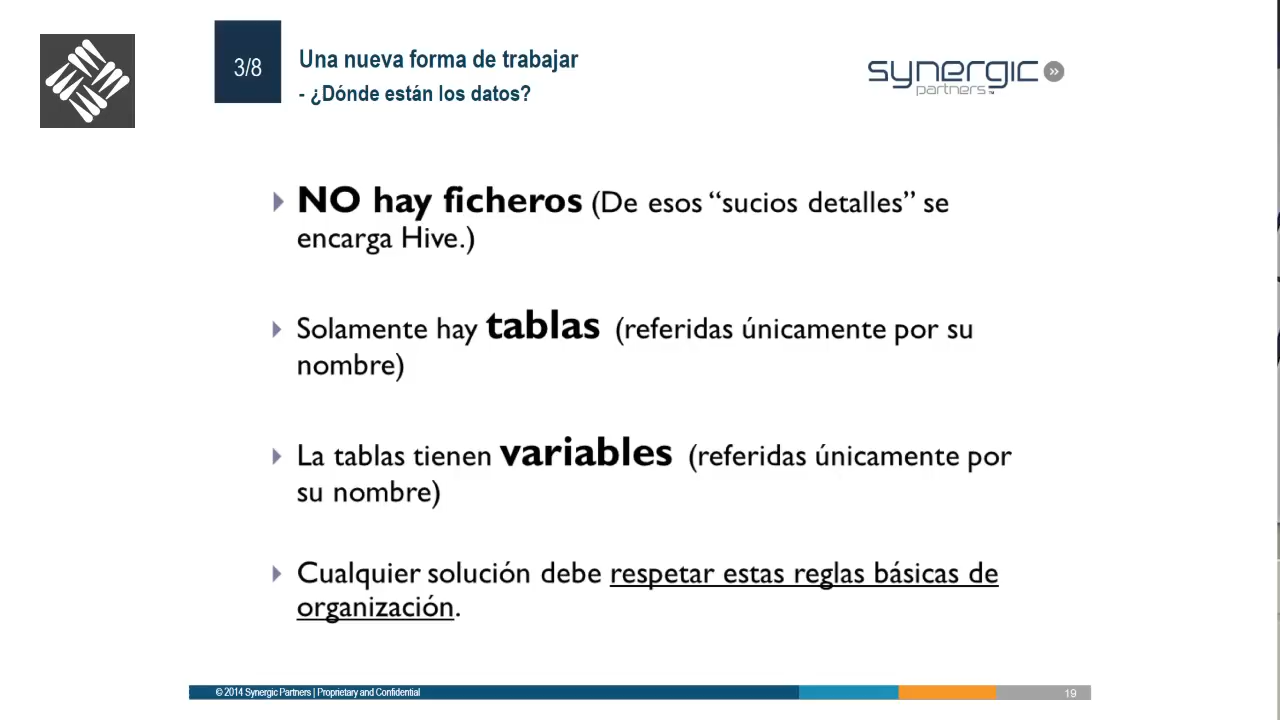 3/8
Una nueva forma de trabajar
- ¿Dónde están los datos?
synergic
partners
NO hay ficheros (De esos “sucios detalles” se
encarga Hive.)
Solamente hay tablas (referidas únicamente por su
nombre)
La tablas tienen variables (referidas únicamente por
su nombre)
Cualquier solución debe respetar estas reglas básicas de
organización.
© 2014 Synergic Partners | Proprietary and Confidential
19